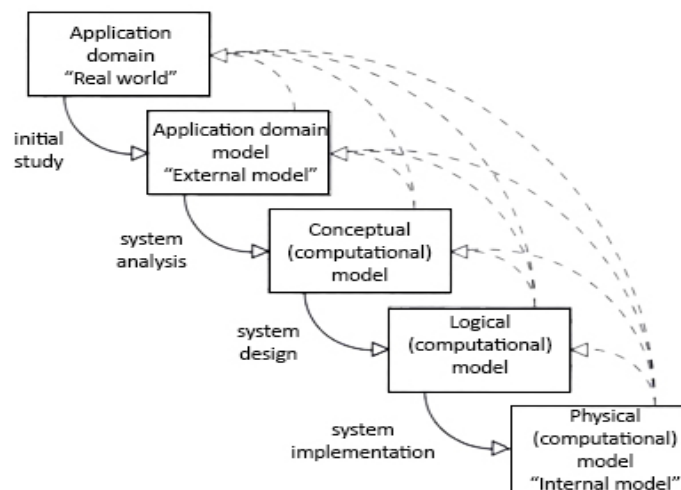 Application
domain
“Real world”
initial
study
Application domain
model
“External model”
system
analysis
Conceptual
(computational)
model
system
design
Logical
(computational)
model
system
implementation
Physical
(computational)
model
“Internal model”